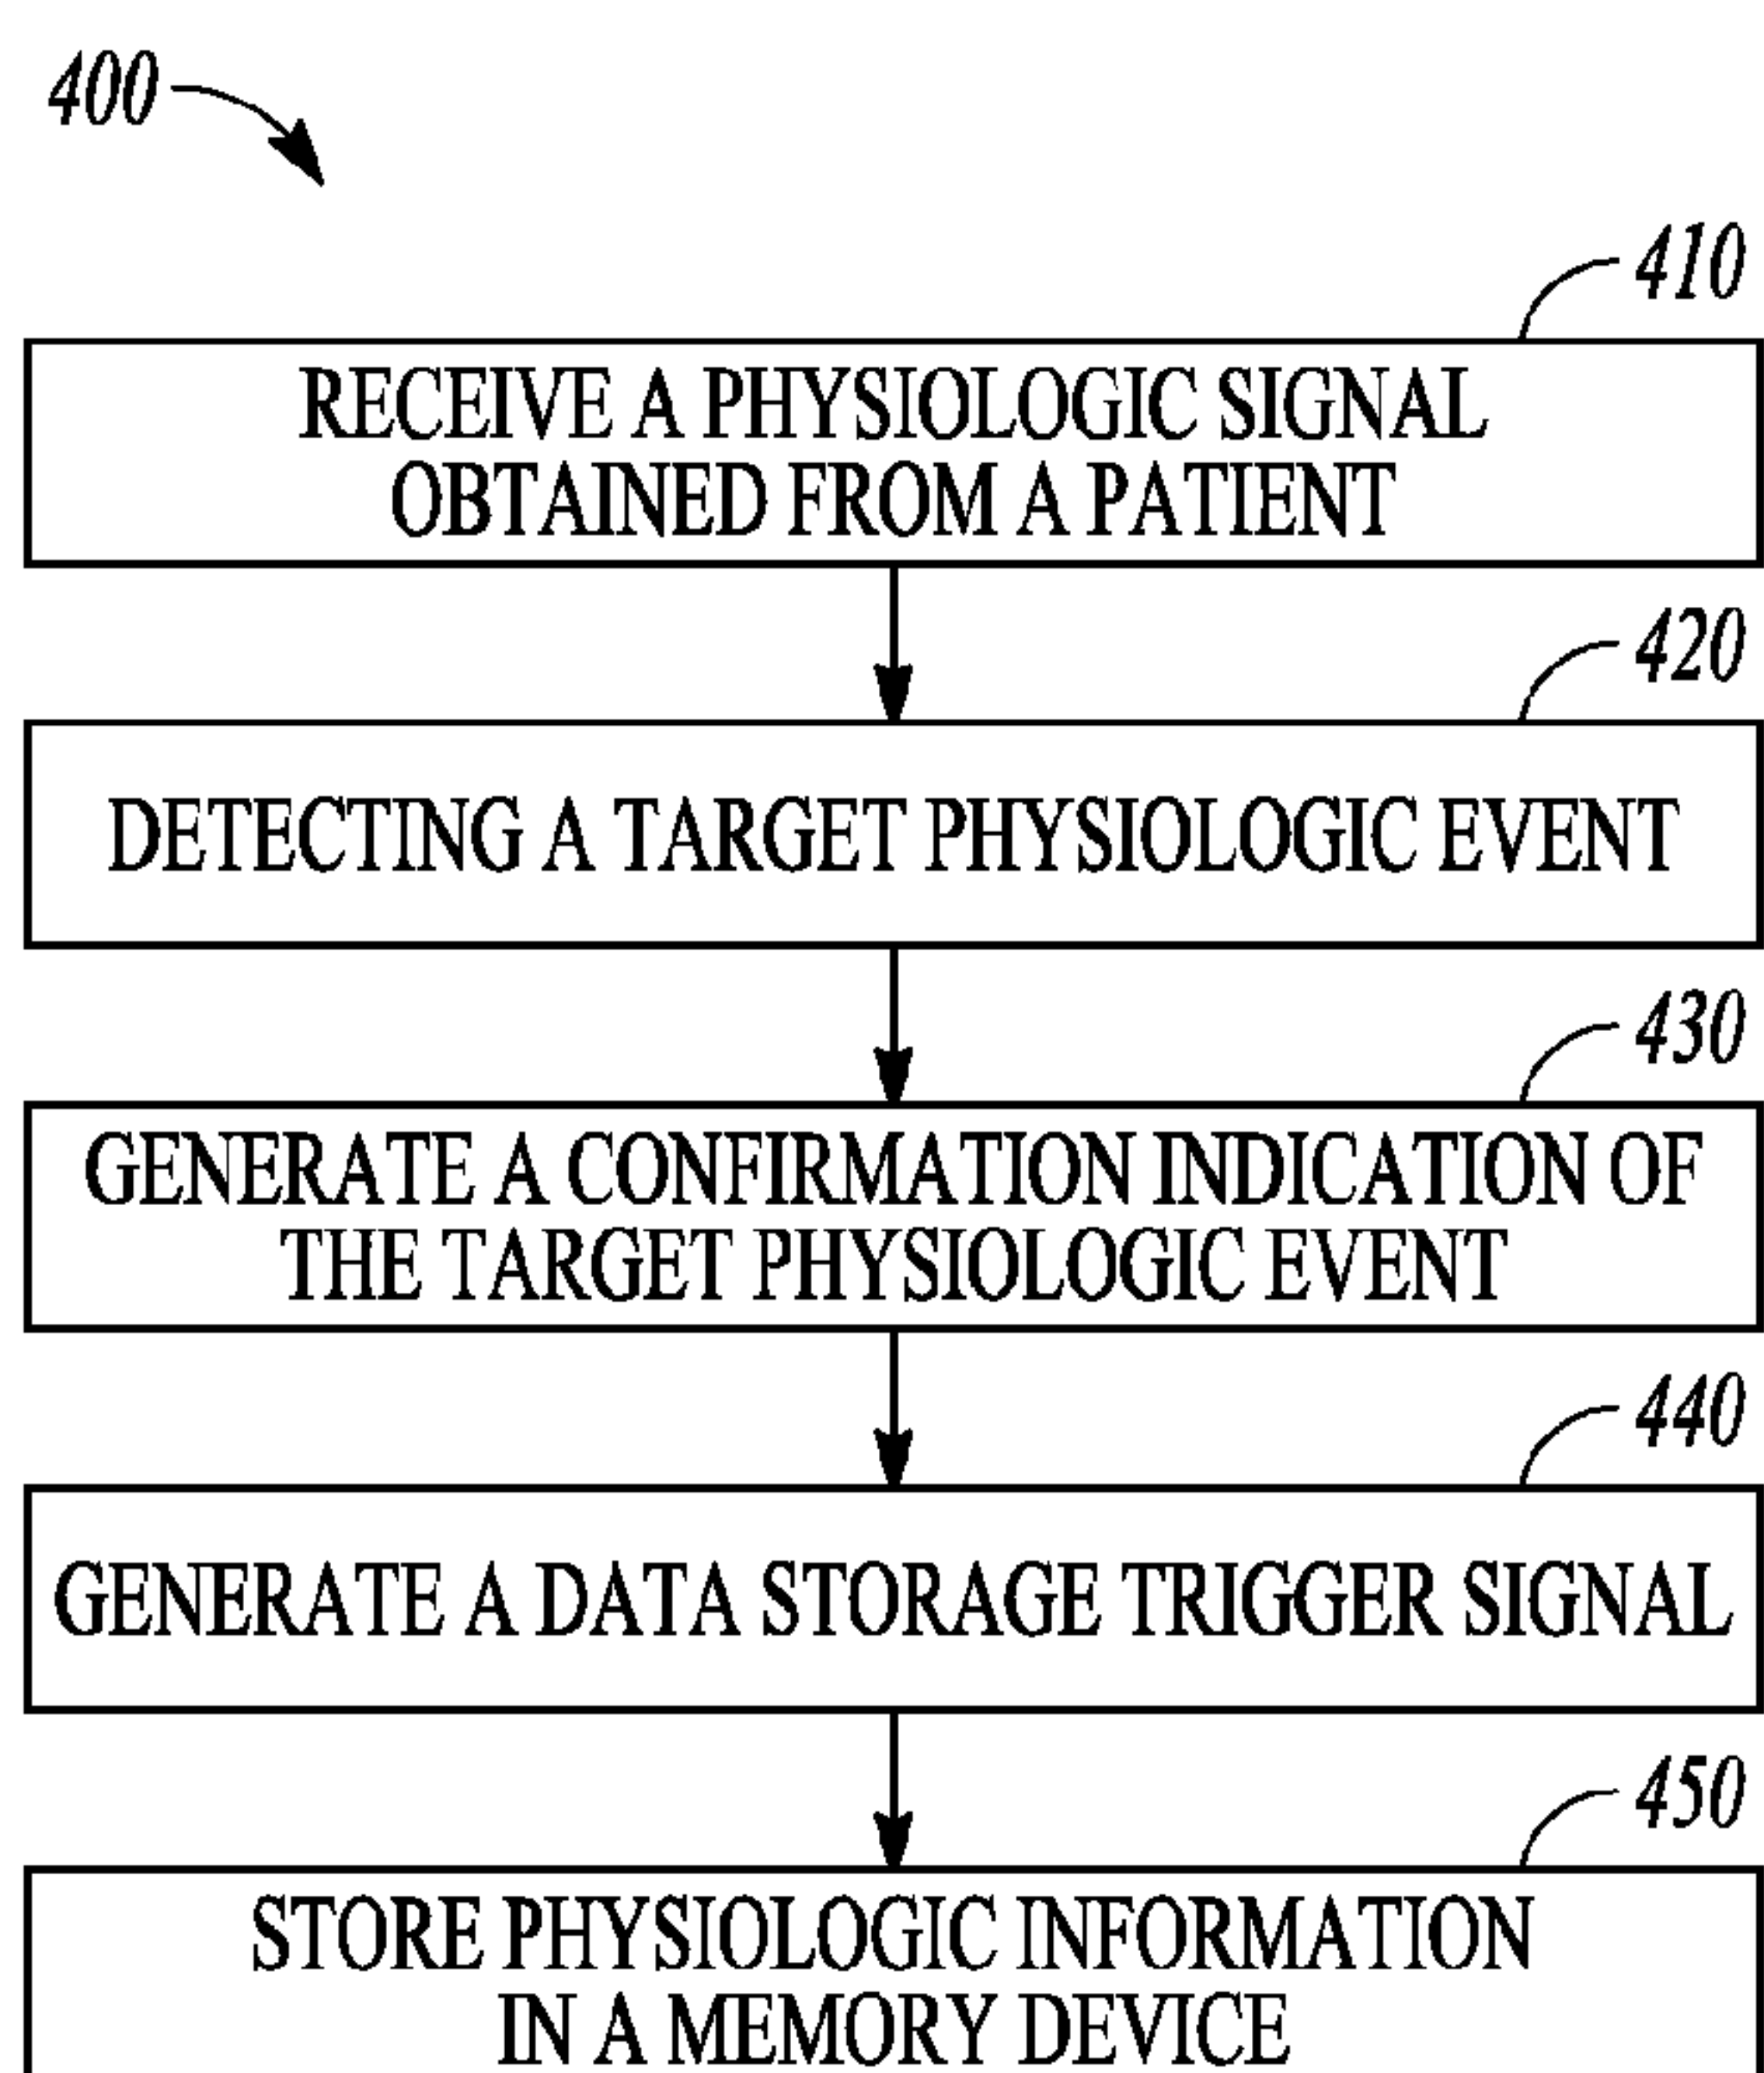 400
410
RECEIVE A PHYSIOLOGIC SIGNAL
OBTAINED FROM A PATIENT
420
DETECTING A TARGET PHYSIOLOGIC EVENT
430
GENERATE A CONFIRMATION INDICATION OF
THE TARGET PHYSIOLOGIC EVENT
440
GENERATE A DATA STORAGE TRIGGER SIGNAL
450
STORE PHYSIOLOGIC INFORMATION
IN A MEMORY DEVICE